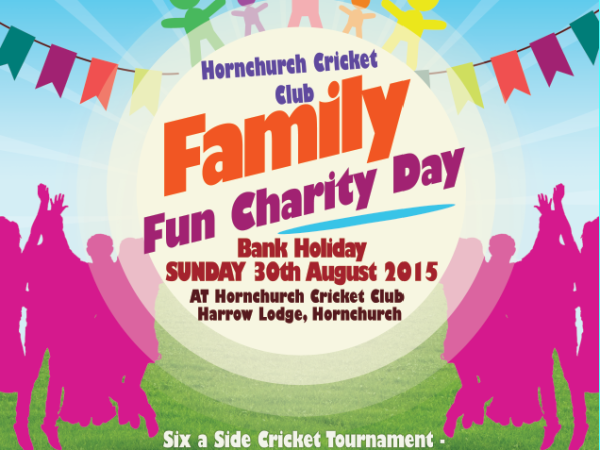 Hornchurch Cricket
Club
Family
Fun Charity Day
Bank Holiday
SUNDAY 30th August 2015
AT Hornchurch Cricket Club
Harrow Lodge, Hornchurch
Six a Side Cricket Tournament -